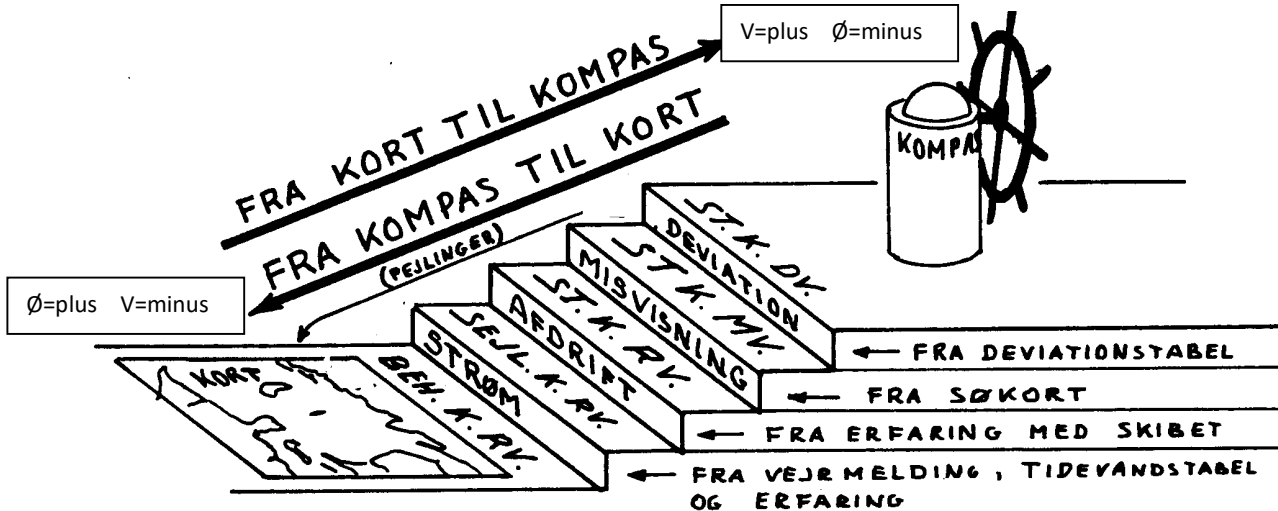 V=plus Ø=minus
FRA KORT TIL KOMPAS
FRA KOMPAS TIL KORT
(PEJLINGER)
Ø=plus V=minus
KOMPAS
ST. K. DV.
DEVIATION
ST K. MV.
MISVISNING
ST. K. RV.
AFDRIFT
SEJL. K. RV.
STRØM
BEH. K. RV.
KORT
FRA DEVIATIONSTABEL
FRA SØKORT
FRA ERFARING MED SKIBET
FRA VEJRMELDING, TIDEVANDSTABEL
OG ERFARING